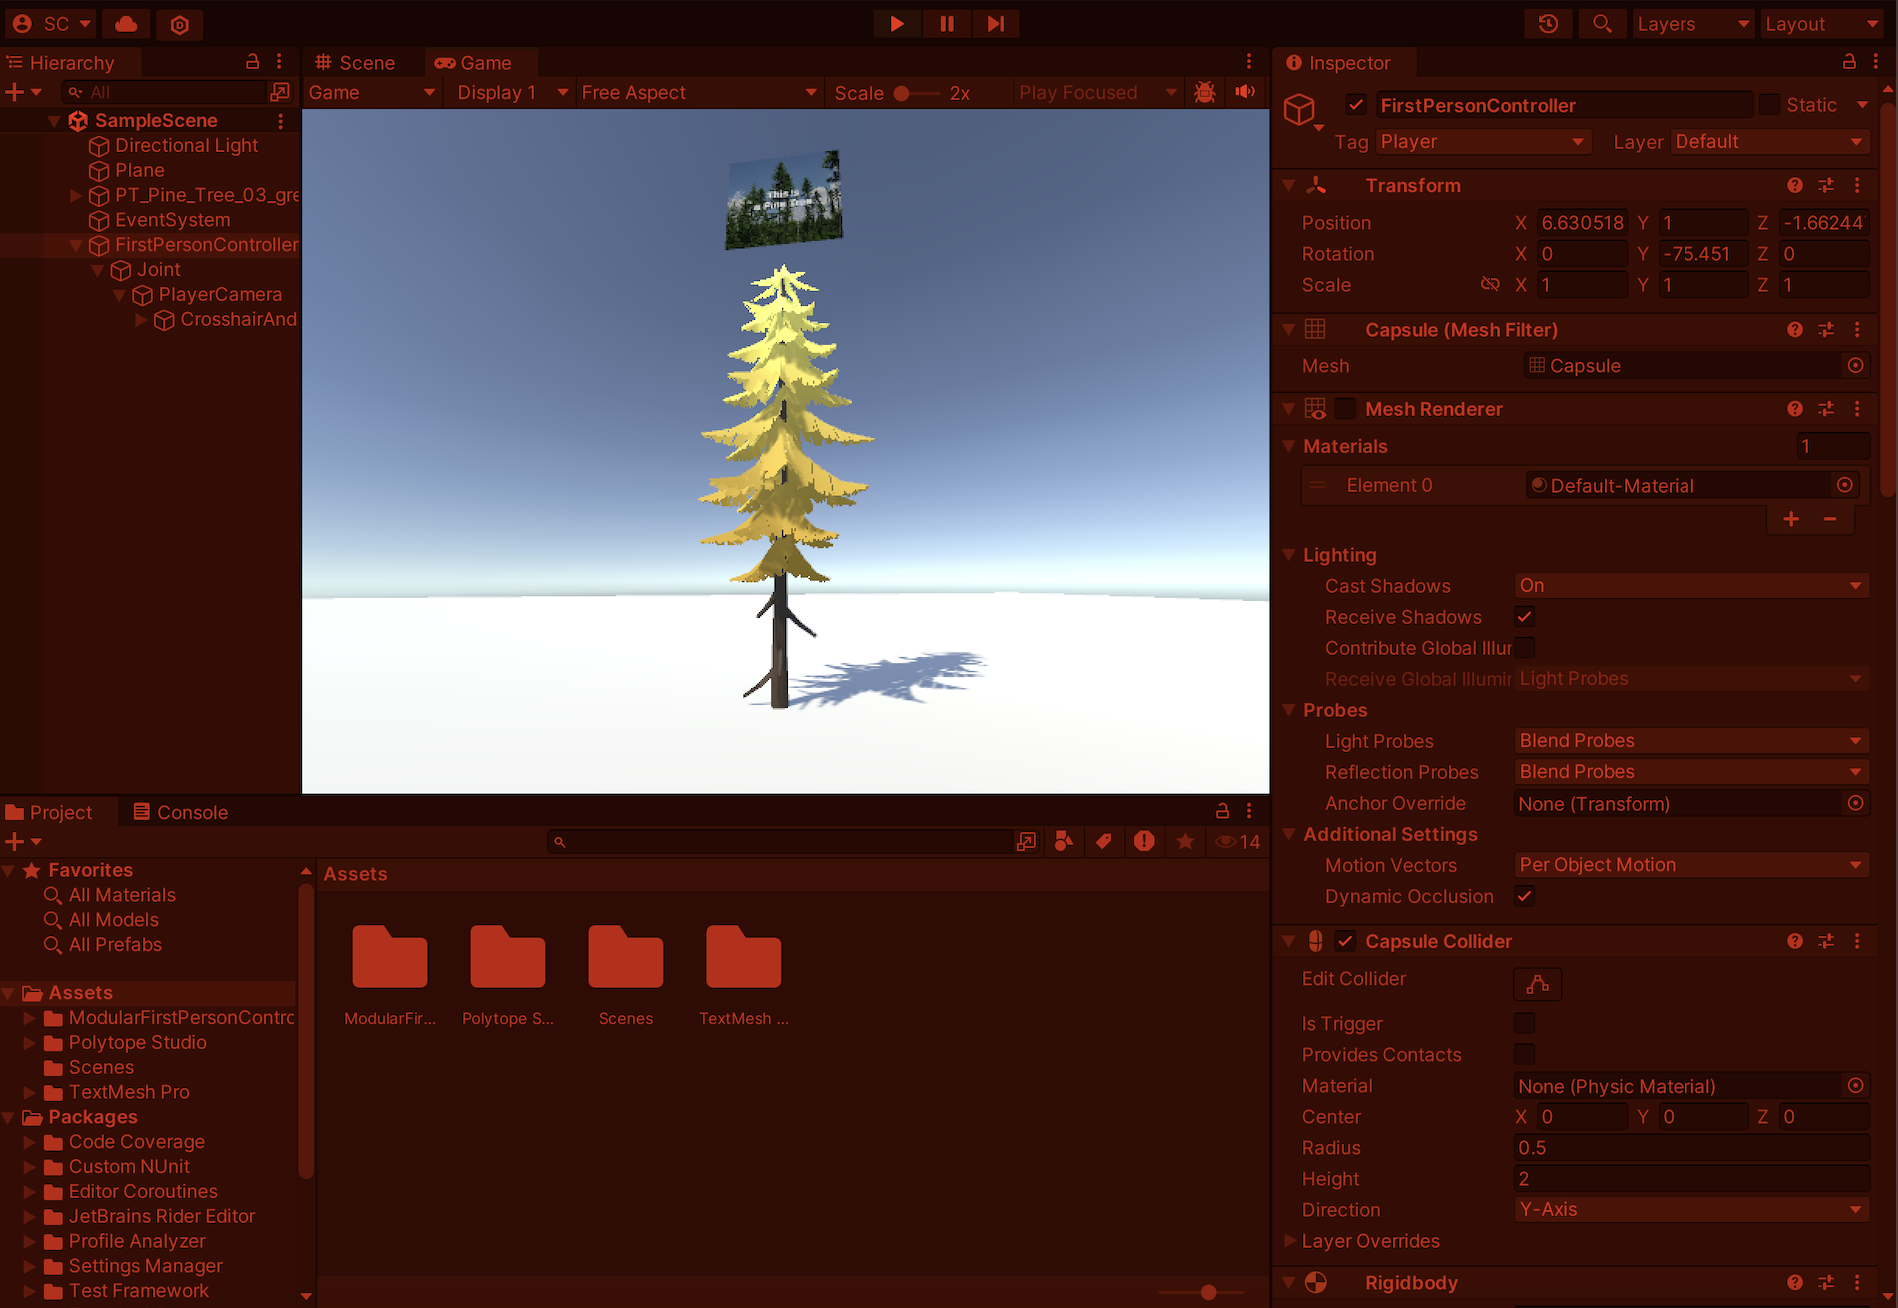 SC
Layers
Layout
Hierarchy
All
SampleScene
Directional Light
Plane
PT_Pine_Tree_03_gre
EventSystem
FirstPersonController
Joint
PlayerCamera
CrosshairAnd
Scene
Game
Game
Display 1
Free Aspect
Scale
2x
Play Focused
This is
a Pine Tree
Inspector
FirstPersonController
Static
Tag
Player
Layer
Default
Transform
Position
X
6.630518
Y
1
Z
-1.66244
Rotation
X
0
Y
-75.451
Z
0
Scale
X
1
Y
1
Z
1
Capsule (Mesh Filter)
Mesh
Capsule
Mesh Renderer
Materials
1
Element 0
Default-Material
Lighting
Cast Shadows
On
Receive Shadows
Contribute Global Illur
Receive Global Illumir
Light Probes
Probes
Light Probes
Blend Probes
Reflection Probes
Blend Probes
Anchor Override
None (Transform)
Additional Settings
Motion Vectors
Per Object Motion
Dynamic Occlusion
Capsule Collider
Edit Collider
Is Trigger
Provides Contacts
Material
None (Physic Material)
Center
X
0
Y
0
Z
0
Radius
0.5
Height
2
Direction
Y-Axis
Layer Overrides
Rigidbody
Project
Console
14
Favorites
All Materials
All Models
All Prefabs
Assets
ModularFirstPersonContro
Polytope Studio
Scenes
TextMesh Pro
Packages
Code Coverage
Custom NUnit
Editor Coroutines
JetBrains Rider Editor
Profile Analyzer
Settings Manager
Test Framework
Assets
ModularFir...
Polytope S...
Scenes
TextMesh ...